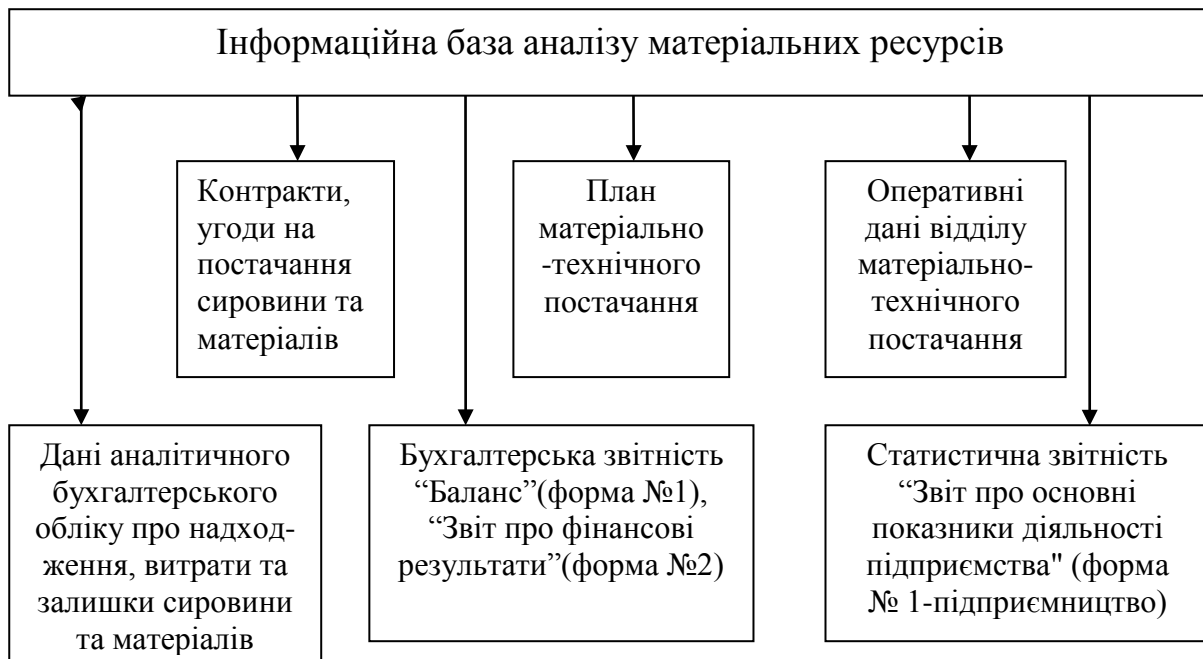 Інформаційна база аналізу матеріальних ресурсів
Контракти,
угоди на
постачання
сировини та
матеріалів
План
матеріально
-технічного
постачання
Оперативні
дані відділу
матеріально-
технічного
постачання
Дані аналітичного
бухгалтерського
обліку про надход-
ження, витрати та
залишки сировини
та матеріалів
Бухгалтерська звітність
“Баланс”(форма №1),
“Звіт про фінансові
результати”(форма №2)
Статистична звітність
“Звіт про основні
показники діяльності
підприємства" (форма
№ 1-підприємництво)